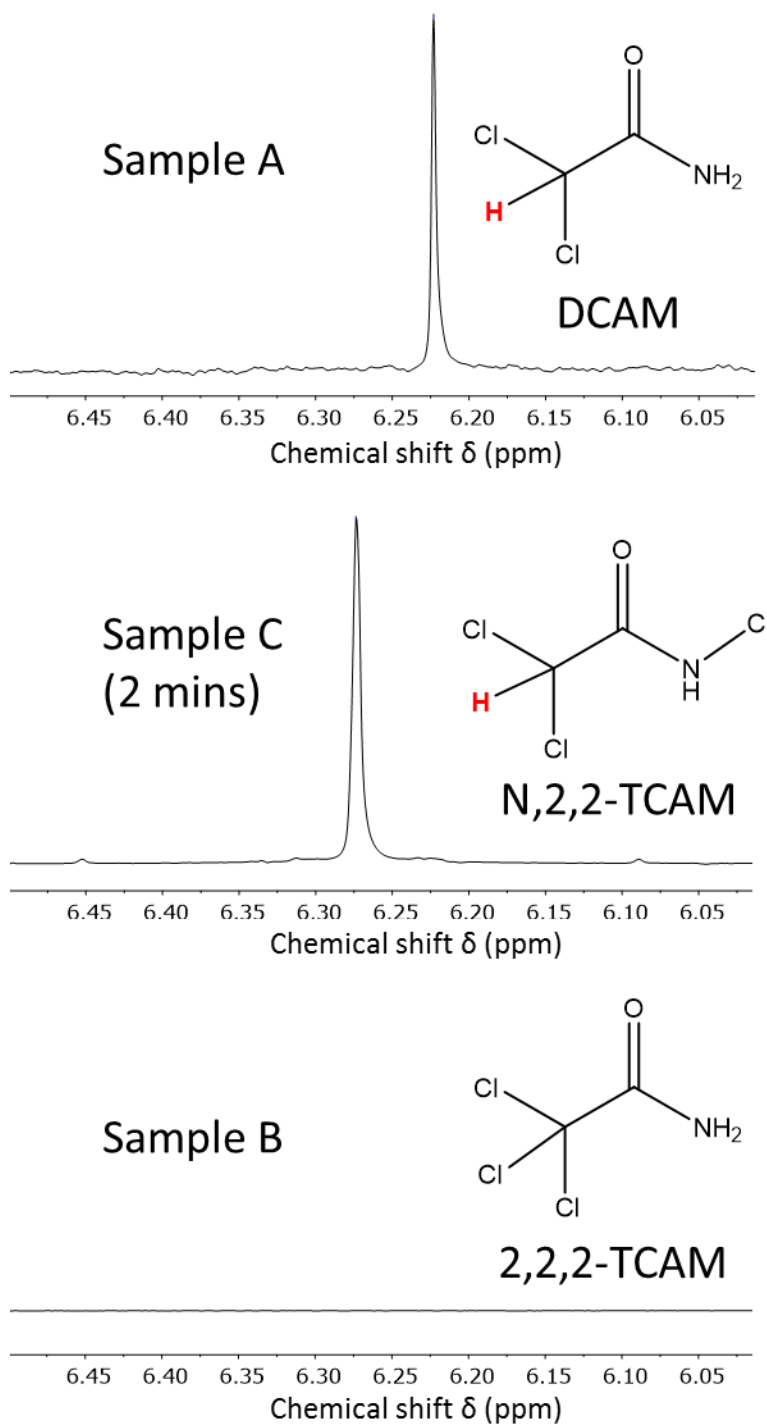 O
Cl
Sample A
NH2
H
Cl
DCAM
6.45 6.40 6.35 6.30 6.25 6.20 6.15 6.10 6.05
Chemical shift δ (ppm)
O
Sample C
Cl
C
(2 mins)
N
H
H
Cl
N,2,2-TCAM
6.45 6.40 6.35 6.30 6.25 6.20 6.15 6.10 6.05
Chemical shift δ (ppm)
O
Cl
Sample B
NH2
Cl
Cl
2,2,2-TCAM
6.45 6.40 6.35 6.30 6.25 6.20 6.15 6.10 6.05
Chemical shift δ (ppm)